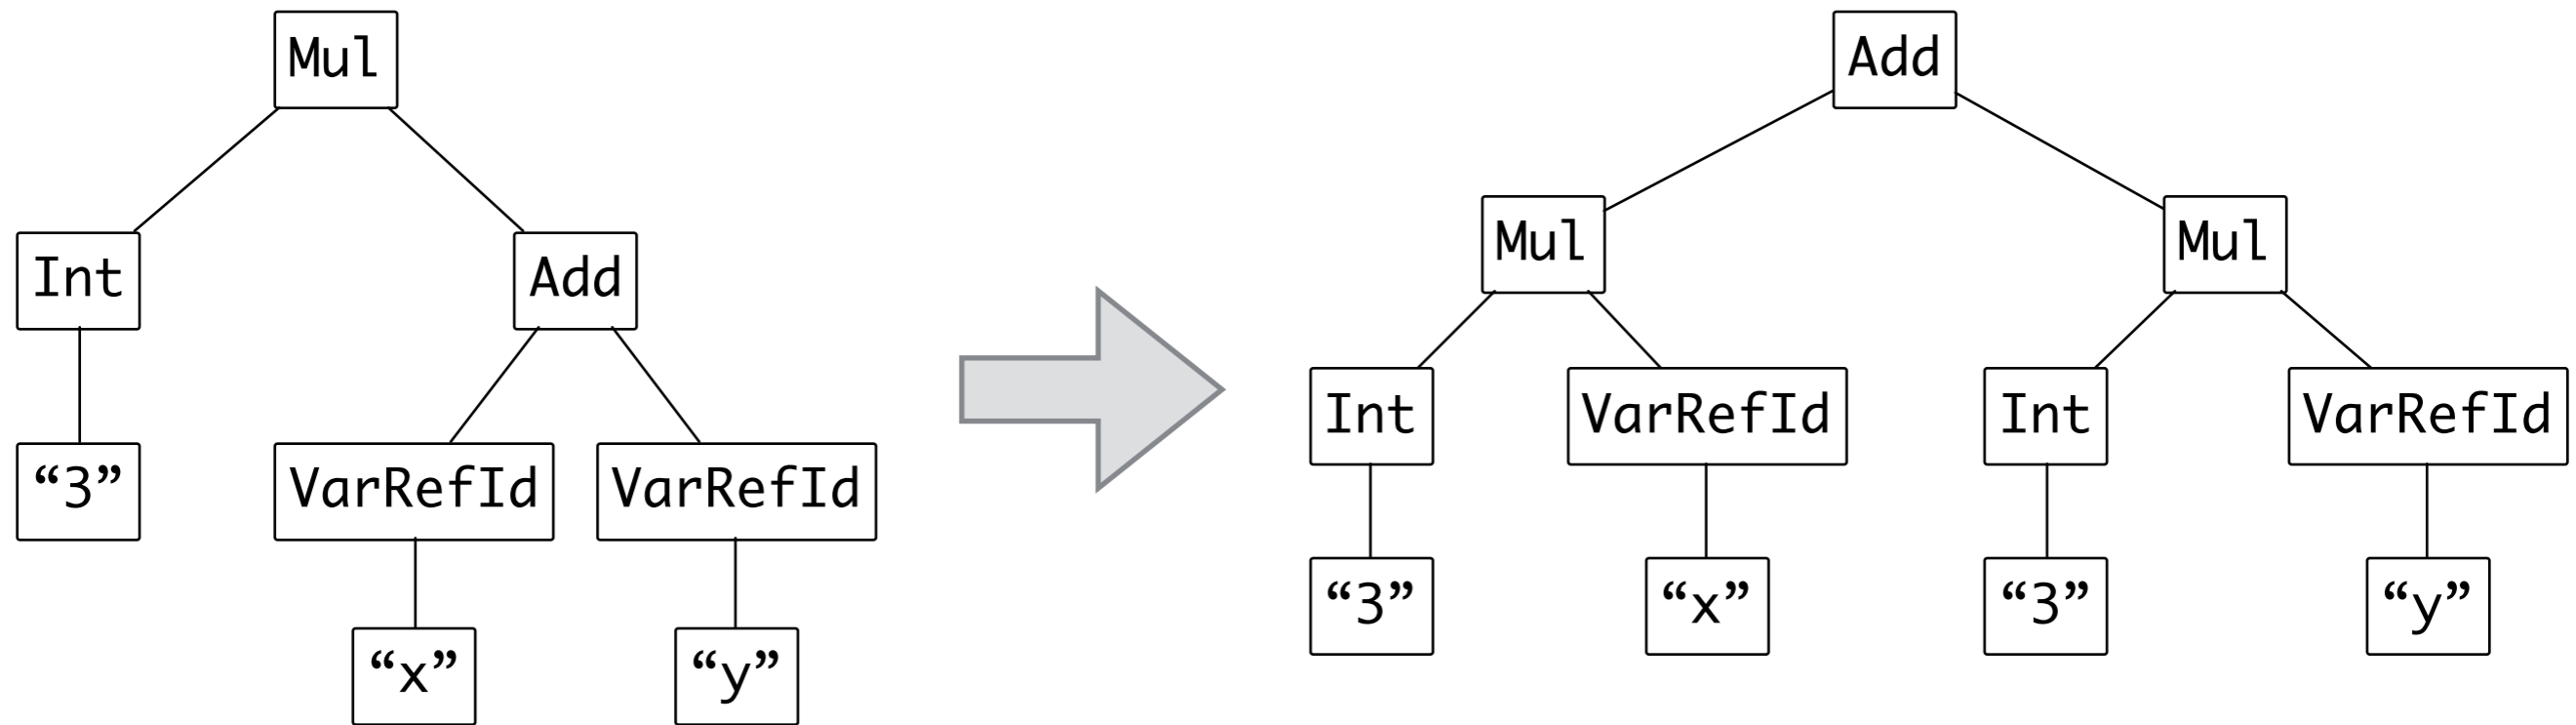 Mul
Int
Add
“3”
VarRefId
VarRefId
“x”
“y”
Add
Mul
Mul
Int
VarRefId
Int
VarRefId
“3”
“x”
“3”
“y”